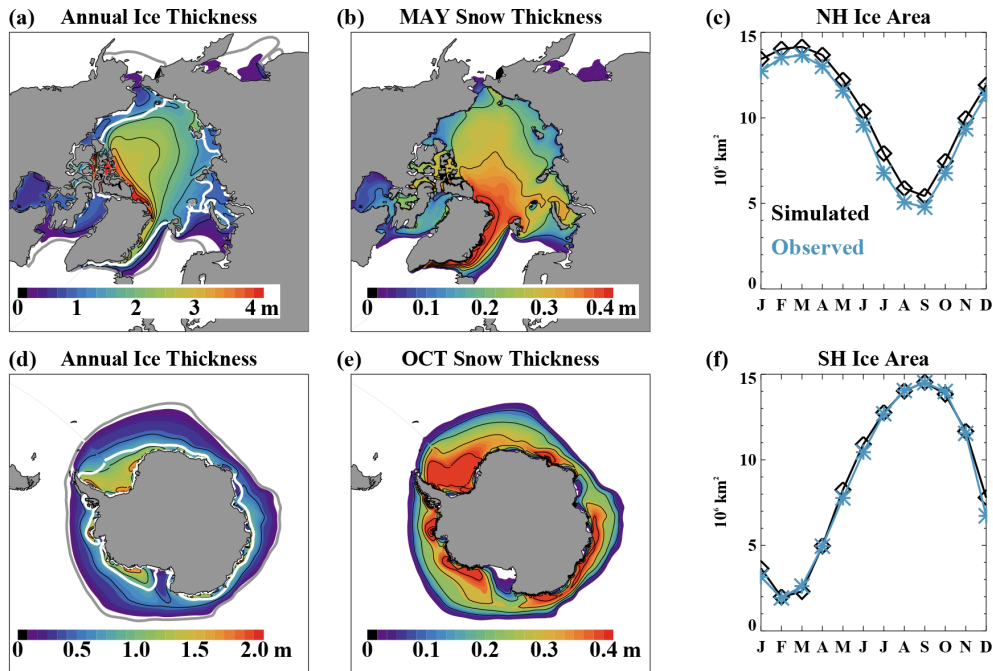 (a) Annual Ice Thickness
0 1 2 3 4 m
(b) MAY Snow Thickness
0 0.1 0.2 0.3 0.4 m
(c) NH Ice Area
15
10
5
0
10⁶ km²
Simulated
Observed
J F M A M J J A S O N D
(d) Annual Ice Thickness
0 0.5 1.0 1.5 2.0 m
(e) OCT Snow Thickness
0 0.1 0.2 0.3 0.4 m
(f) SH Ice Area
15
10
5
0
10⁶ km²
J F M A M J J A S O N D